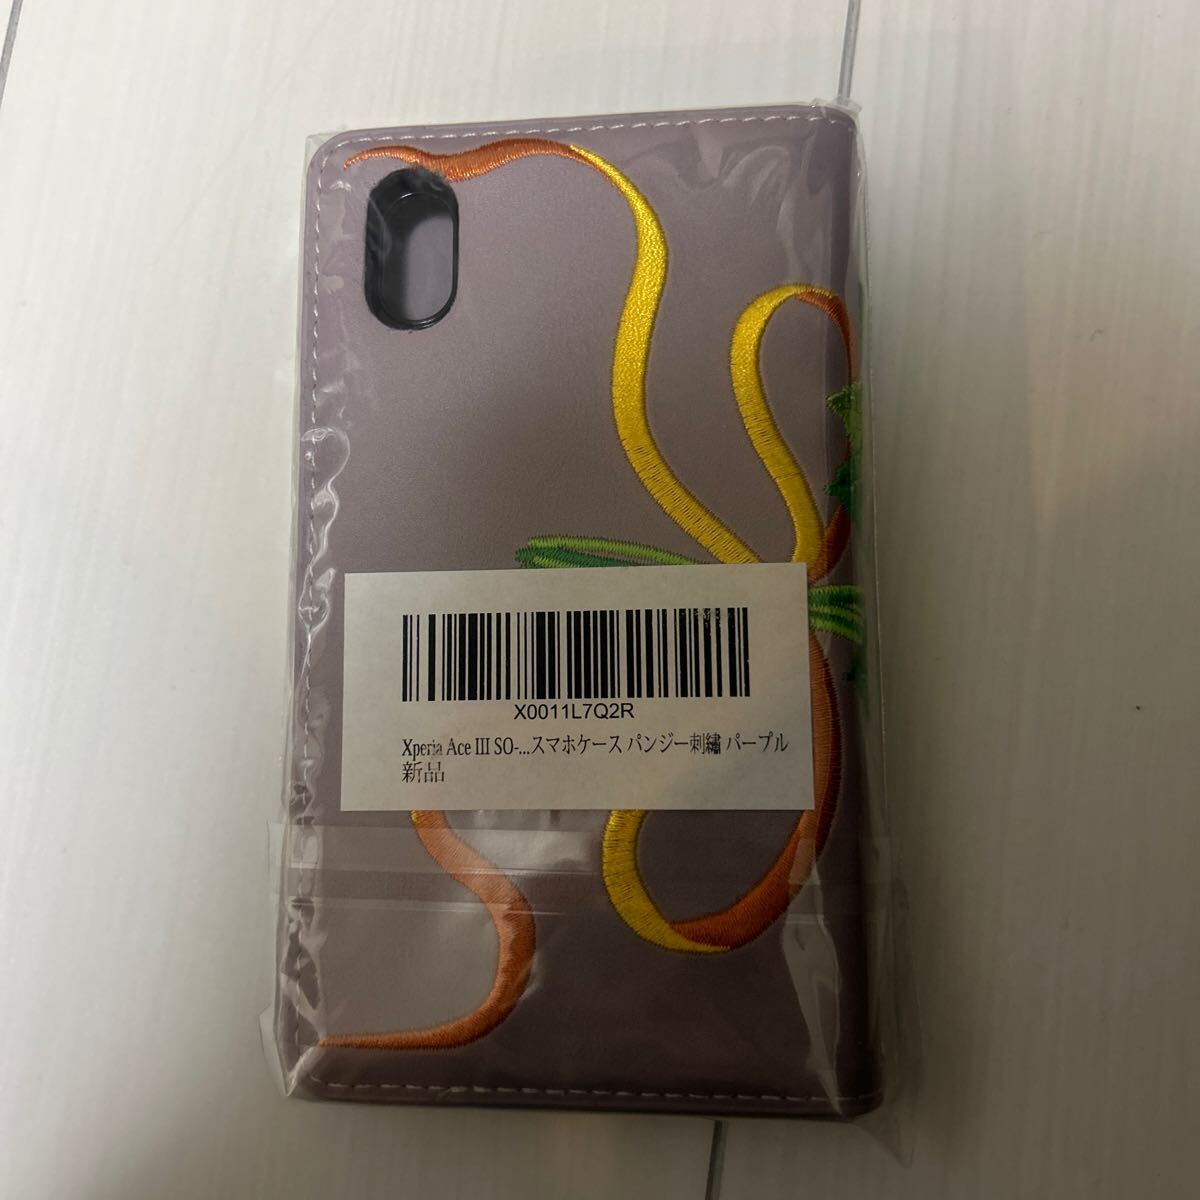 X0011L7Q2R
Xperia Ace III SO-...スマホケース パンジー刺繡 パープル
新品